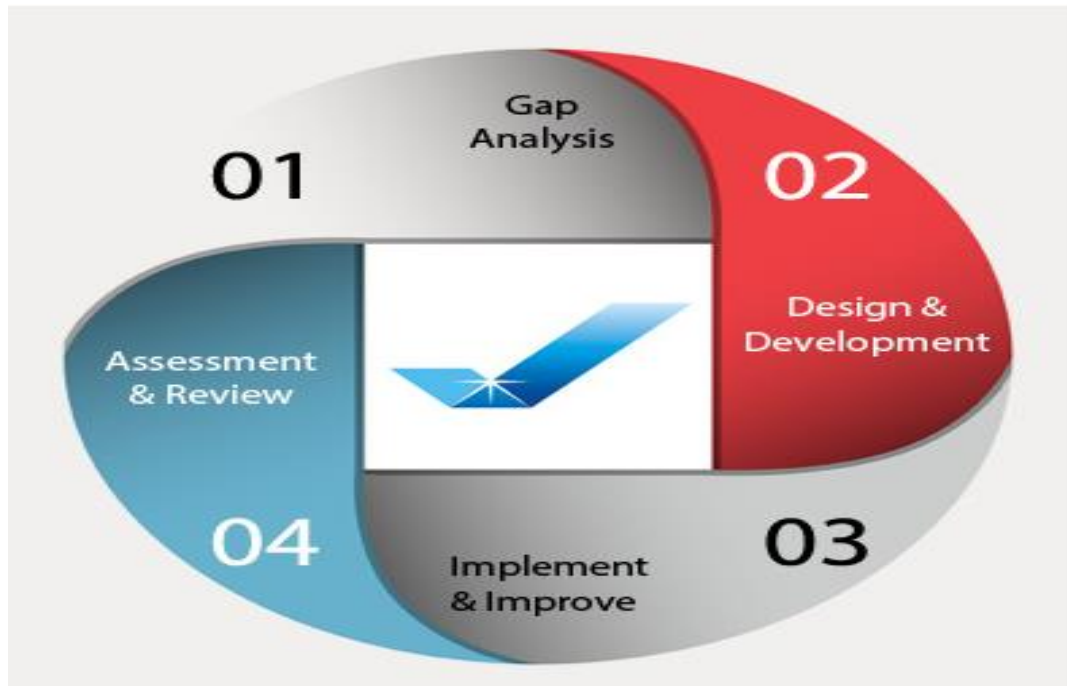 01
Gap
Analysis
02
Design &
Development
03
Implement
& Improve
04
Assessment
& Review